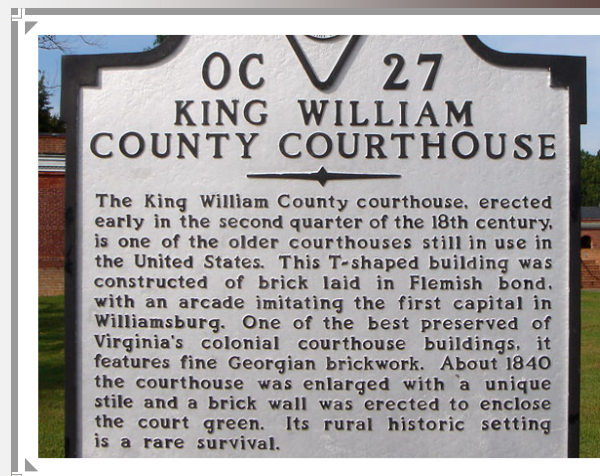 OC 27
KING WILLIAM
COUNTY COURTHOUSE
The King William County courthouse, erected
early in the second quarter of the 18th century,
is one of the older courthouses still in use in
the United States. This T-shaped building was
constructed of brick laid in Flemish bond,
with an arcade imitating the first capital in
Williamsburg. One of the best preserved of
Virginia's colonial courthouse buildings, it
features fine Georgian brickwork. About 1840
the courthouse was enlarged with a unique
stile and a brick wall was erected to enclose
the court green. Its rural historic setting
is a rare survival.